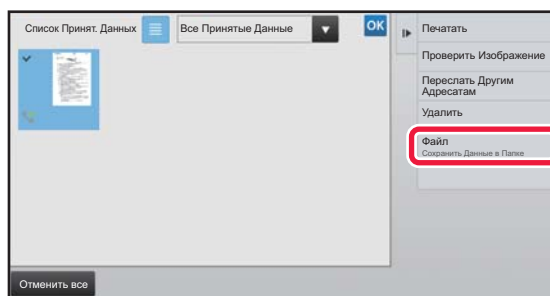 Список Принят. Данных
Все Принятые Данные
OK
Печатать
Проверить Изображение
Переслать Другим
Адресатам
Удалить
Файл
Сохранить Данные в Папке
Отменить все